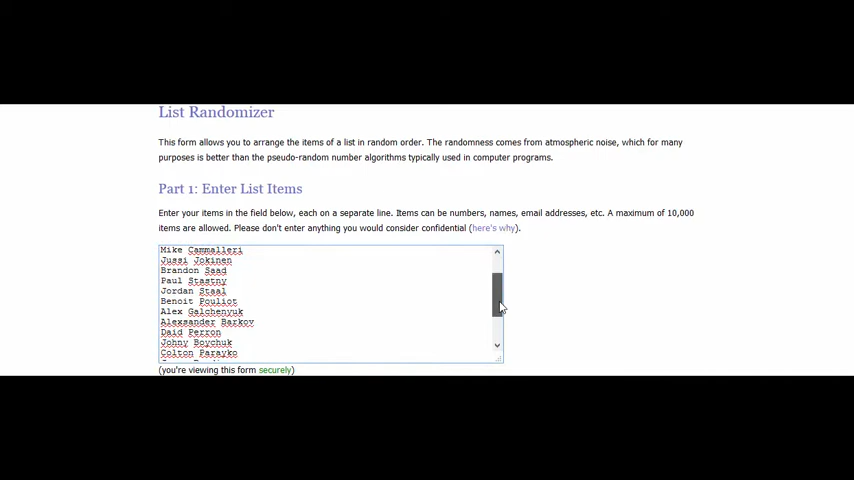 List Randomizer
This form allows you to arrange the items of a list in random order. The randomness comes from atmospheric noise, which for many
purposes is better than the pseudo-random number algorithms typically used in computer programs.
Part 1: Enter List Items
Enter your items in the field below, each on a separate line. Items can be numbers, names, email addresses, etc. A maximum of 10,000
items are allowed. Please don't enter anything you would consider confidential (here's why).
Mike Cammalleri
Jussi Jokinen
Brandon Saad
Paul Stastny
Jordan Staal
Benoit Pouliot
Alex Galchenyuk
Alexsander Barkov
Daid Perron
Johny Boychuk
Colton Parayko
(you're viewing this form securely)